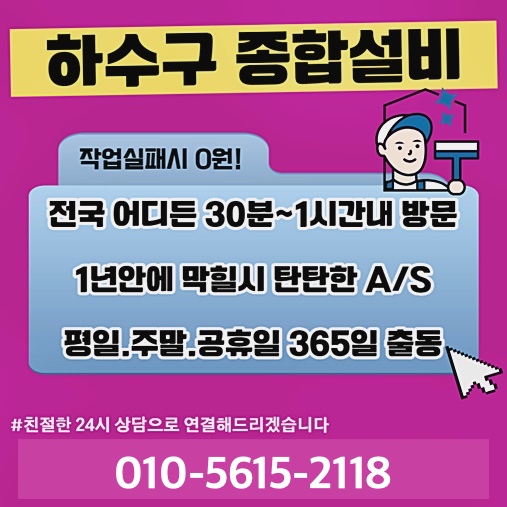 하수구 종합설비
작업실패시 0원!
전국 어디든 30분~1시간내 방문
1년안에 막힐시 탄탄한 A/S
평일.주말.공휴일 365일 출동
#친절한 24시 상담으로 연결해드리겠습니다
010-5615-2118